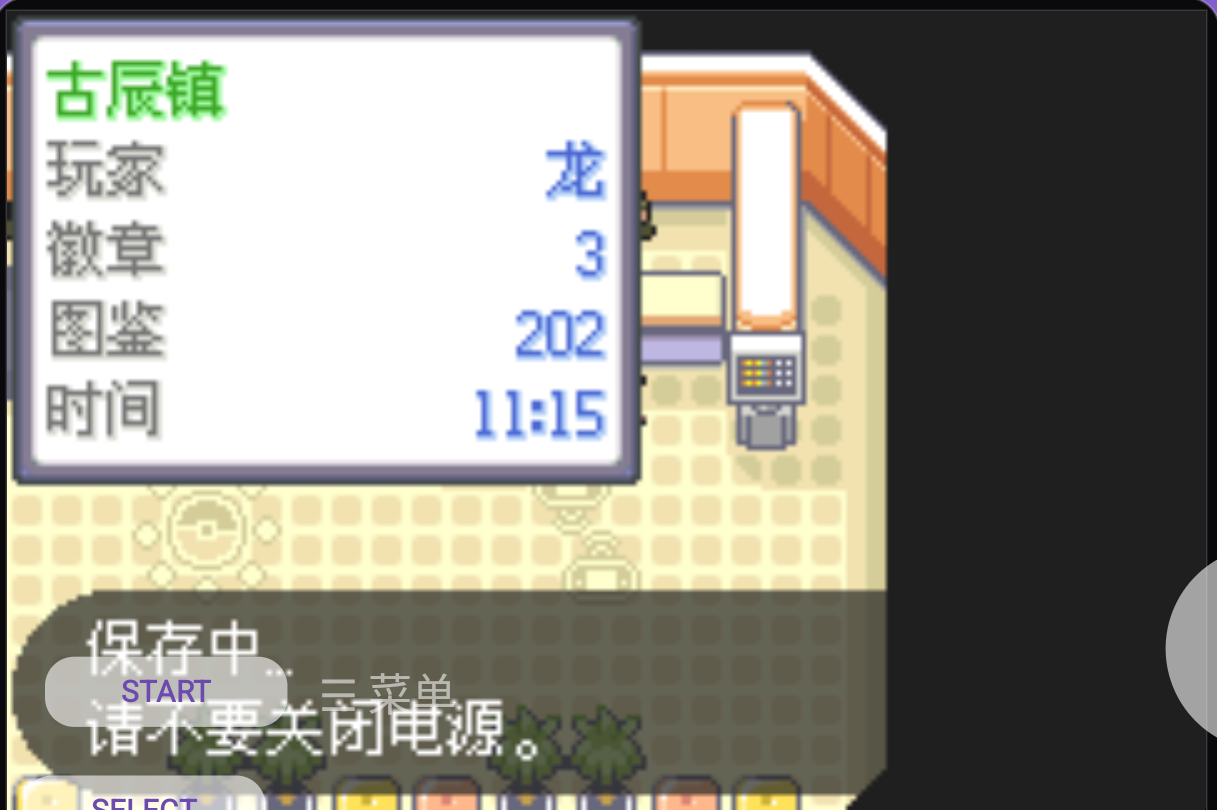 古辰镇
玩家 龙
徽章 3
图鉴 202
时间 11:15
保存中...
START 三 菜单
请不要关闭电源。
SELECT